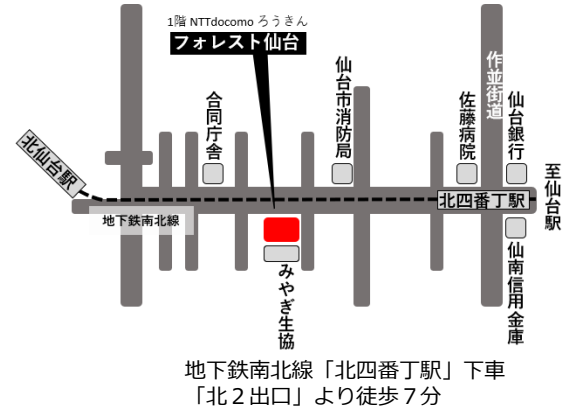 1階 NTTdocomo ろうきん
フォレスト仙台
作並街道
仙台市消防局
合同庁舎
佐藤病院
仙台銀行
北仙台駅
至仙台駅
北四番丁駅
地下鉄南北線
仙南信用金庫
みやぎ生協
地下鉄南北線「北四番丁駅」下車
「北２出口」より徒歩７分